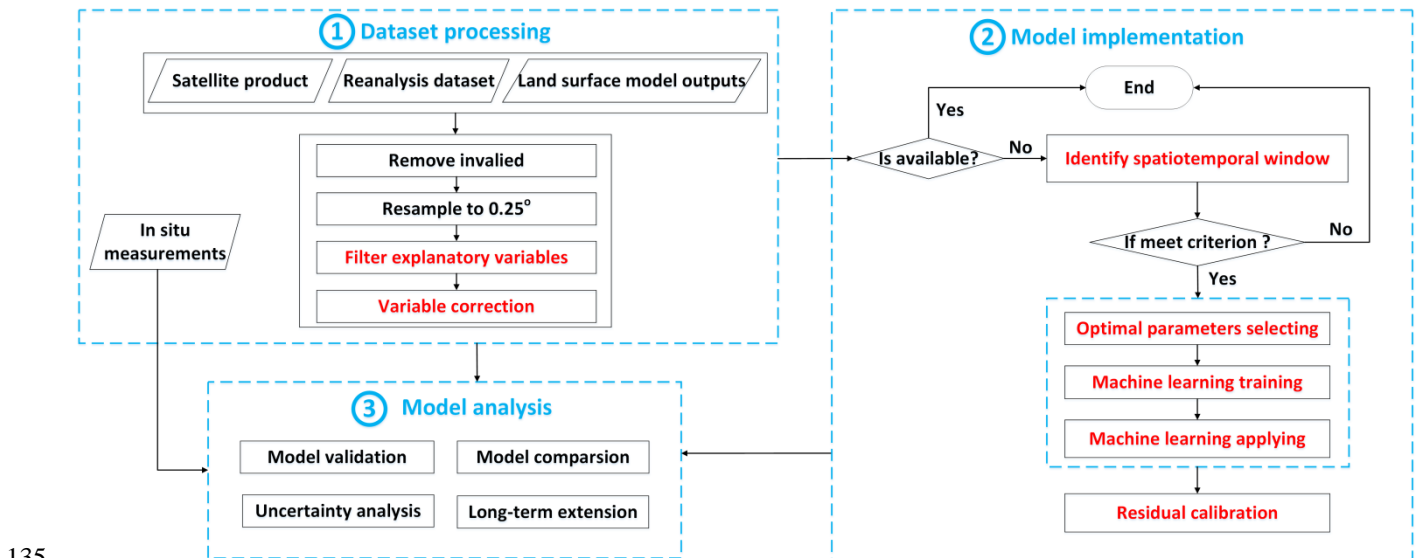 1 Dataset processing
Satellite product
Reanalysis dataset
Land surface model outputs
Remove invalied
Resample to 0.25°
Filter explanatory variables
Variable correction
In situ
measurements
2 Model implementation
End
Yes
Is available?
No
Identify spatiotemporal window
If meet criterion ?
No
Yes
Optimal parameters selecting
Machine learning training
Machine learning applying
Residual calibration
3 Model analysis
Model validation
Model comparsion
Uncertainty analysis
Long-term extension
135